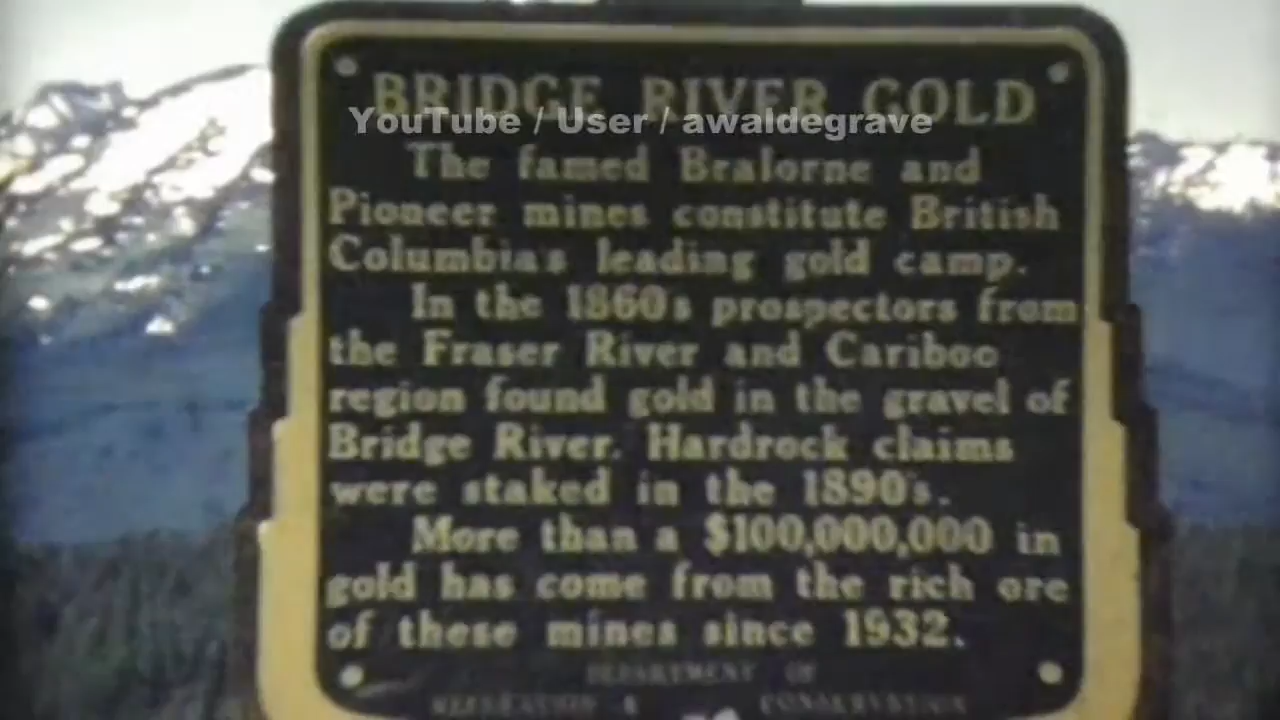 BRIDGE RIVER GOLD
YouTube / User / awaldegrave
The famed Bralorne and
Pioneer mines constitute British
Columbia's leading gold camp.
In the 1860s prospectors from
the Fraser River and Cariboo
region found gold in the gravel of
Bridge River. Hardrock claims
were staked in the 1890's.
More than a $100,000,000 in
gold has come from the rich ore
of these mines since 1932.
DEPARTMENT OF
RECREATION & CONSERVATION